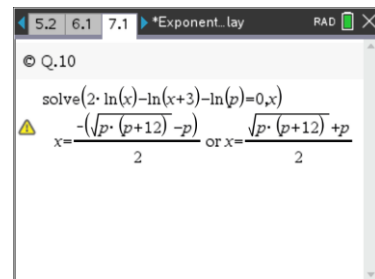 5.2 6.1 7.1 *Exponent...lay RAD
© Q.10
solve(2·ln(x)−ln(x+3)−ln(p)=0,x)
x=-(√(p·(p+12))−p)/2 or x=(√(p·(p+12))+p)/2